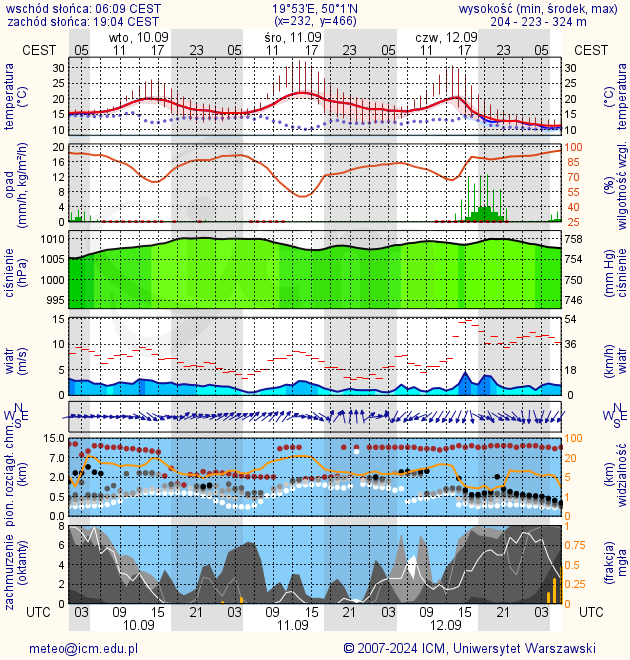 wschód słońca: 06:09 CEST 19°53'E, 50°1'N wysokość (min, środek, max)
zachód słońca: 19:04 CEST (x=232, y=466) 204 - 223 - 324 m
wto, 10.09 śro, 11.09 czw, 12.09
CEST 05 11 17 23 05 11 17 23 05 11 17 23 05 CEST
temperatura (°C) 30 25 20 15 10 30 25 20 15 10 (°C) temperatura
opad (mm/h, kg/m²/h) 20 16 12 8 4 0 100 85 70 55 40 25 (%) wilgotność wzgl.
ciśnienie (hPa) 1010 1005 1000 995 758 754 750 746 (mm Hg) ciśnienie
wiatr (m/s) 15 10 5 0 54 36 18 0 (km/h) wiatr
N W E S N W E S
pion. rozciągł. chm. (km) 15.0 7.0 2.0 0.5 0.0 100 20 5 1 0 (km) widzialność
zachmurzenie (oktanty) 8 6 4 2 0 1 0.75 0.5 0.25 0 (frakcja) mgła
UTC 03 09 15 21 03 09 15 21 03 09 15 21 03 UTC
10.09 11.09 12.09
meteo@icm.edu.pl © 2007-2024 ICM, Uniwersytet Warszawski